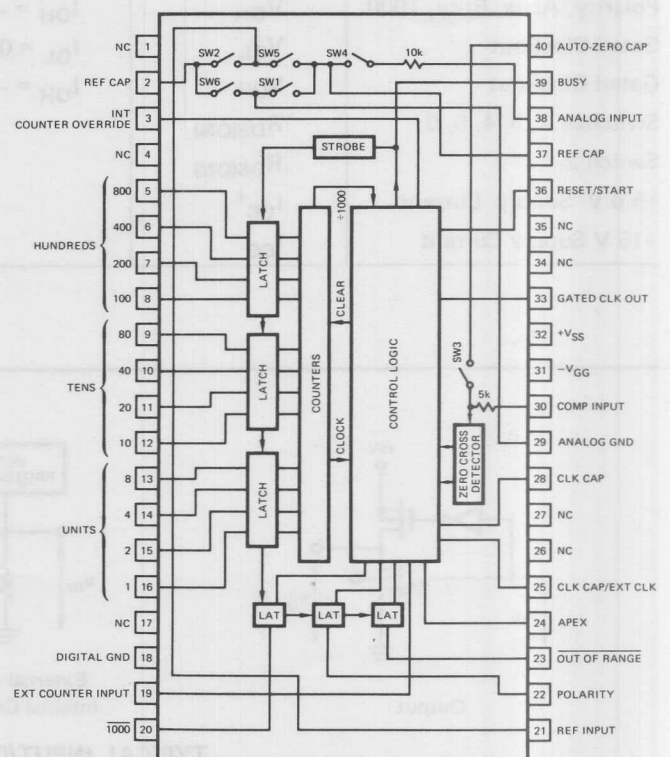 NC 1
REF CAP 2
INT
COUNTER OVERRIDE 3
NC 4
HUNDREDS
800 5
400 6
200 7
100 8
TENS
80 9
40 10
20 11
10 12
UNITS
8 13
4 14
2 15
1 16
NC 17
DIGITAL GND 18
EXT COUNTER INPUT 19
1000 20
SW2 SW5 SW4 10k
SW6 SW1
STROBE
÷1000
LATCH
LATCH
LATCH
COUNTERS
CLEAR
CLOCK
CONTROL LOGIC
SW3
5k
ZERO CROSS
DETECTOR
LAT LAT LAT
40 AUTO-ZERO CAP
39 BUSY
38 ANALOG INPUT
37 REF CAP
36 RESET/START
35 NC
34 NC
33 GATED CLK OUT
32 +VSS
31 −VGG
30 COMP INPUT
29 ANALOG GND
28 CLK CAP
27 NC
26 NC
25 CLK CAP/EXT CLK
24 APEX
23 OUT OF RANGE
22 POLARITY
21 REF INPUT